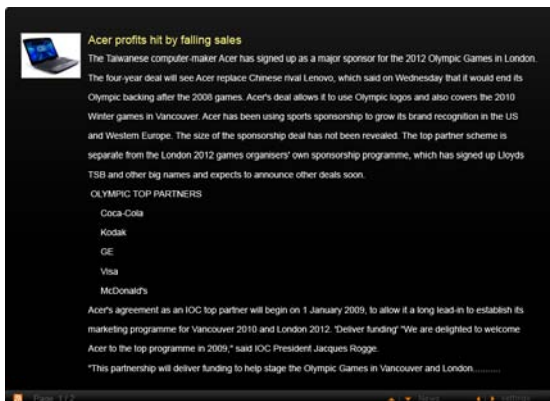 Acer profits hit by falling sales
The Taiwanese computer-maker Acer has signed up as a major sponsor for the 2012 Olympic Games in London.
The four-year deal will see Acer replace Chinese rival Lenovo, which said on Wednesday that it would end its
Olympic backing after the 2008 games. Acer's deal allows it to use Olympic logos and also covers the 2010
Winter games in Vancouver. Acer has been using sports sponsorship to grow its brand recognition in the US
and Western Europe. The size of the sponsorship deal has not been revealed. The top partner scheme is
separate from the London 2012 games organisers' own sponsorship programme, which has signed up Lloyds
TSB and other big names and expects to announce other deals soon.
OLYMPIC TOP PARTNERS
Coca-Cola
Kodak
GE
Visa
McDonald's
Acer's agreement as an IOC top partner will begin on 1 January 2009, to allow it a long lead-in to establish its
marketing programme for Vancouver 2010 and London 2012. 'Deliver funding' "We are delighted to welcome
Acer to the top programme in 2009," said IOC President Jacques Rogge.
"This partnership will deliver funding to help stage the Olympic Games in Vancouver and London...........
Page 1/2 News